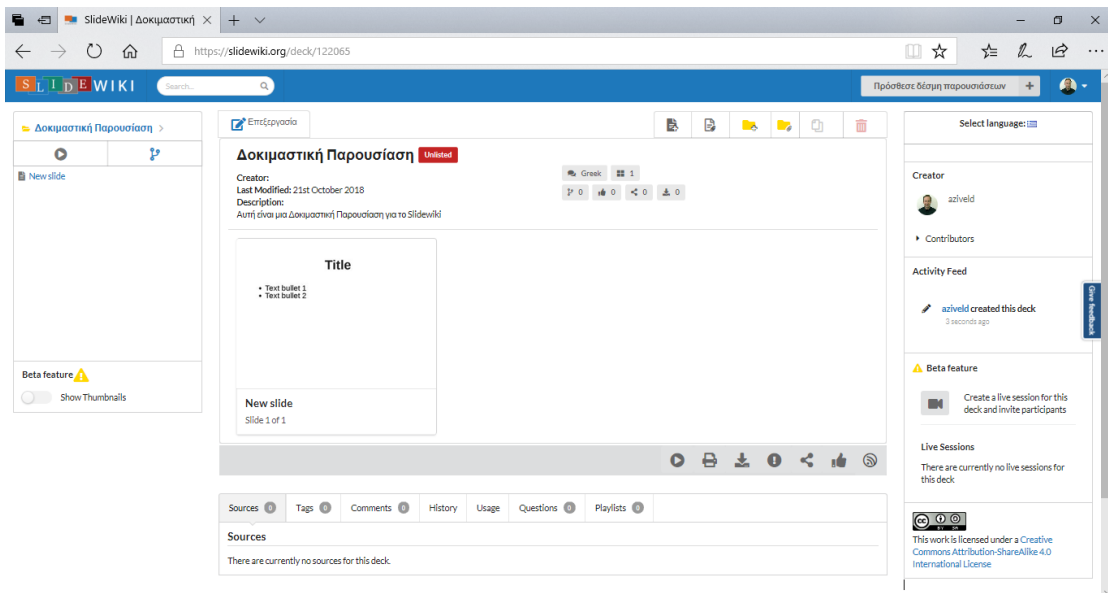 SlideWiki | Δοκιμαστική
https://slidewiki.org/deck/122065
SLIDEWIKI
Search...
Πρόσθεσε δέσμη παρουσιάσεων +
Δοκιμαστική Παρουσίαση
New slide
Beta feature
Show Thumbnails
Επεξεργασία
Δοκιμαστική Παρουσίαση Unlisted
Creator:
Last Modified: 21st October 2018
Description:
Αυτή είναι μια Δοκιμαστική Παρουσίαση για το Slidewiki
Greek 1
0 0 0 0
Title
• Text bullet 1
• Text bullet 2
New slide
Slide 1 of 1
Sources 0 Tags 0 Comments 0 History Usage Questions 0 Playlists 0
Sources
There are currently no sources for this deck.
Select language:
Creator
aziveld
Contributors
Activity Feed
aziveld created this deck
3 seconds ago
Beta feature
Create a live session for this
deck and invite participants
Live Sessions
There are currently no live sessions for
this deck
cc BY SA
This work is licensed under a Creative
Commons Attribution-ShareAlike 4.0
International License
Give feedback